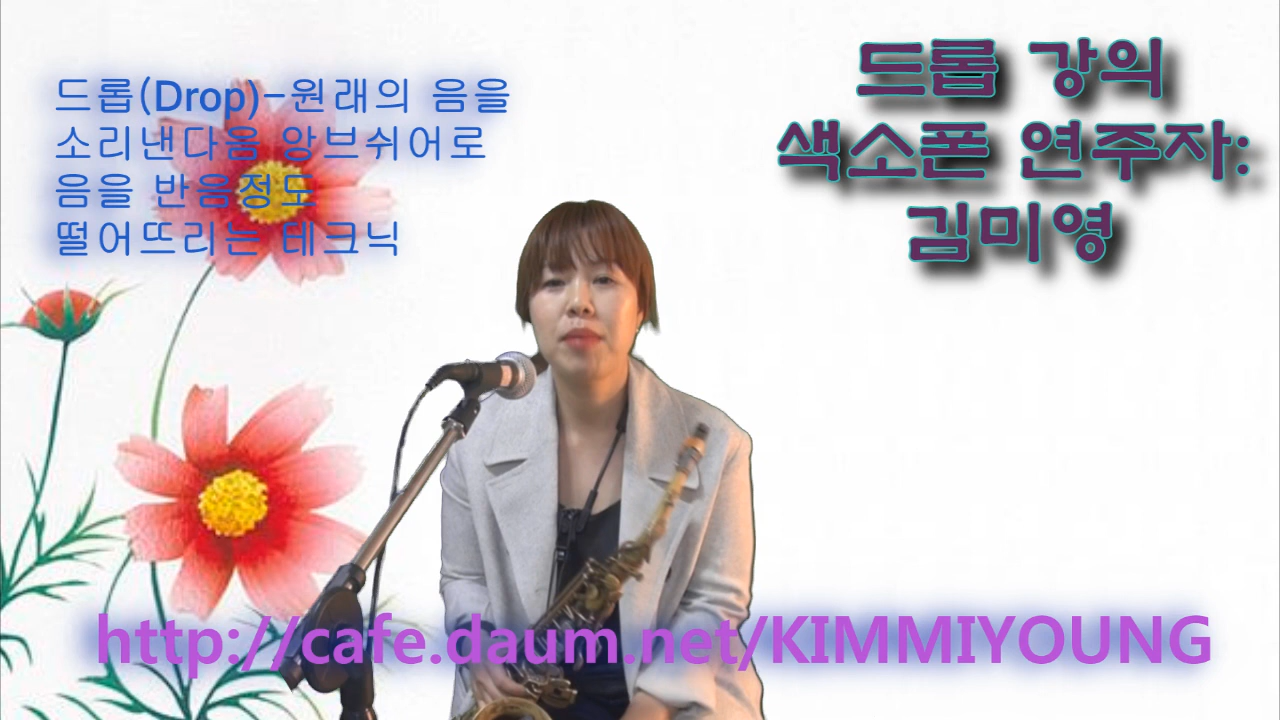 드롭(Drop)-원래의 음을
소리낸다음 앙브쉬어로
음을 반음정도
떨어뜨리는 테크닉
드롭 강의
색소폰 연주자:
김미영
http://cafe.daum.net/KIMMIYOUNG